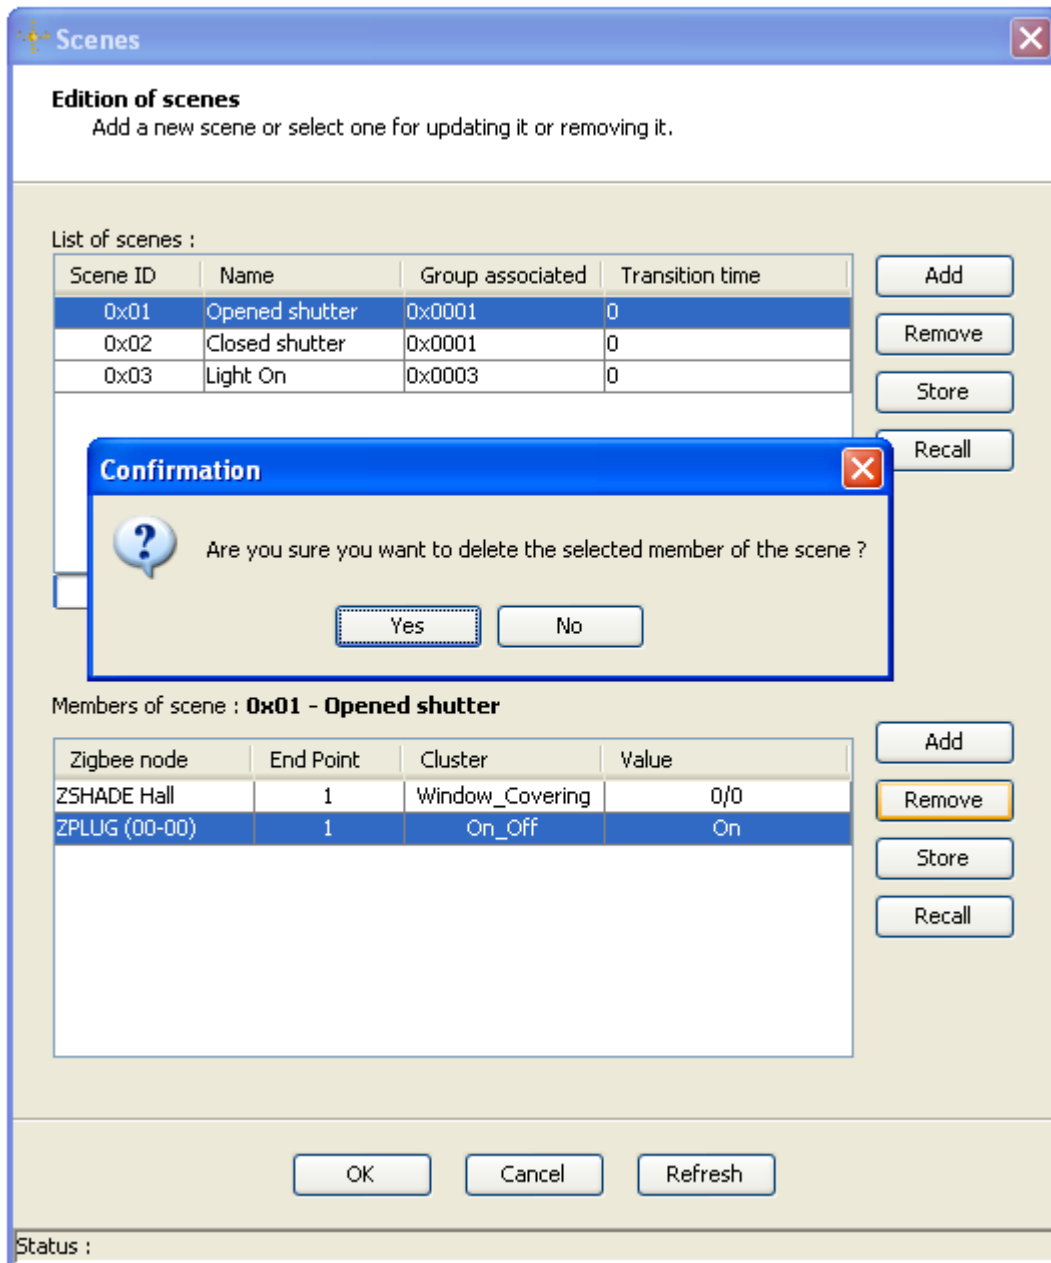 Scenes
Edition of scenes
Add a new scene or select one for updating it or removing it.
List of scenes :
Scene ID Name Group associated Transition time
0x01 Opened shutter 0x0001 0
0x02 Closed shutter 0x0001 0
0x03 Light On 0x0003 0
Add
Remove
Store
Recall
Confirmation
?
Are you sure you want to delete the selected member of the scene ?
Yes No
Members of scene : 0x01 - Opened shutter
Zigbee node End Point Cluster Value
ZSHADE Hall 1 Window_Covering 0/0
ZPLUG (00-00) 1 On_Off On
Add
Remove
Store
Recall
OK Cancel Refresh
Status :